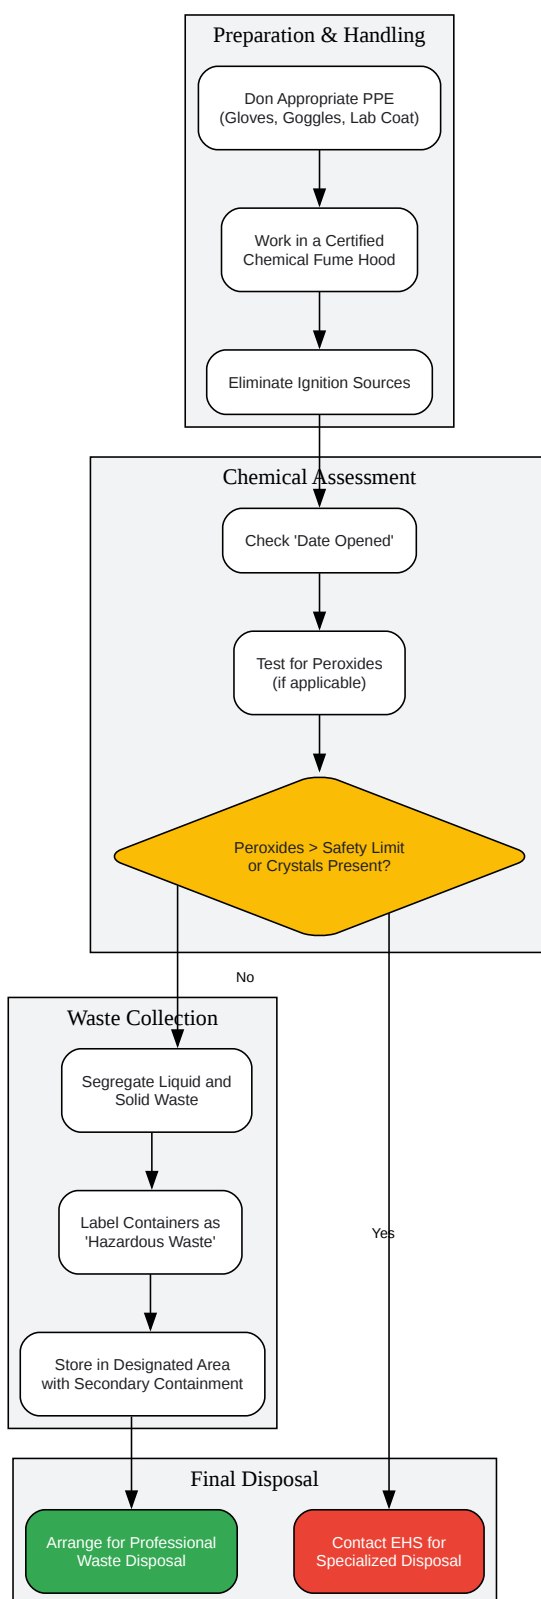 Preparation & Handling
Don Appropriate PPE
(Gloves, Goggles, Lab Coat)
Work in a Certified
Chemical Fume Hood
Eliminate Ignition Sources
Chemical Assessment
Check 'Date Opened'
Test for Peroxides
(if applicable)
Peroxides > Safety Limit
or Crystals Present?
No
Waste Collection
Segregate Liquid and
Solid Waste
Label Containers as
'Hazardous Waste'
Yes
Store in Designated Area
with Secondary Containment
Final Disposal
Arrange for Professional
Waste Disposal
Contact EHS for
Specialized Disposal